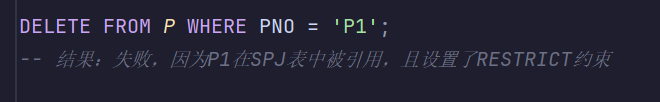 DELETE FROM P WHERE PNO = 'P1';
-- 结果：失败，因为P1在SPJ表中被引用，且设置了RESTRICT约束